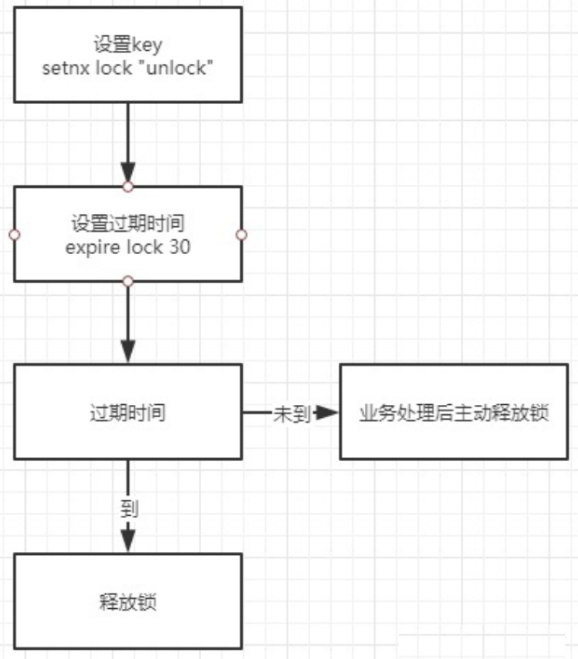 设置key
setnx lock "unlock"
设置过期时间
expire lock 30
过期时间
未到
业务处理后主动释放锁
到
释放锁